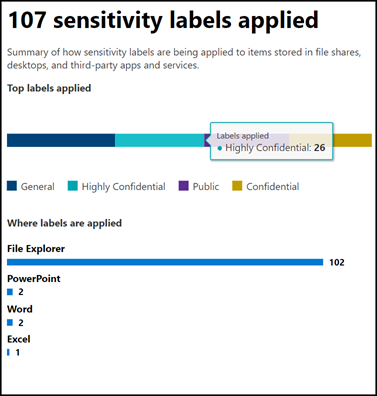 107 sensitivity labels applied
Summary of how sensitivity labels are being applied to items stored in file shares,
desktops, and third-party apps and services.
Top labels applied
Labels applied
Highly Confidential: 26
General Highly Confidential Public Confidential
Where labels are applied
File Explorer
102
PowerPoint
2
Word
2
Excel
1